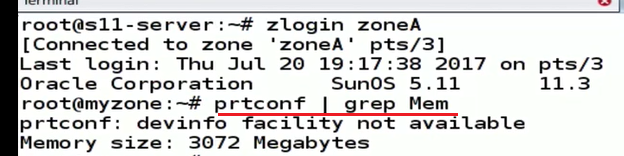 Terminal
root@s11-server:~# zlogin zoneA
[Connected to zone 'zoneA' pts/3]
Last login: Thu Jul 20 19:17:38 2017 on pts/3
Oracle Corporation      SunOS 5.11      11.3
root@myzone:~# prtconf | grep Mem
prtconf: devinfo facility not available
Memory size: 3072 Megabytes